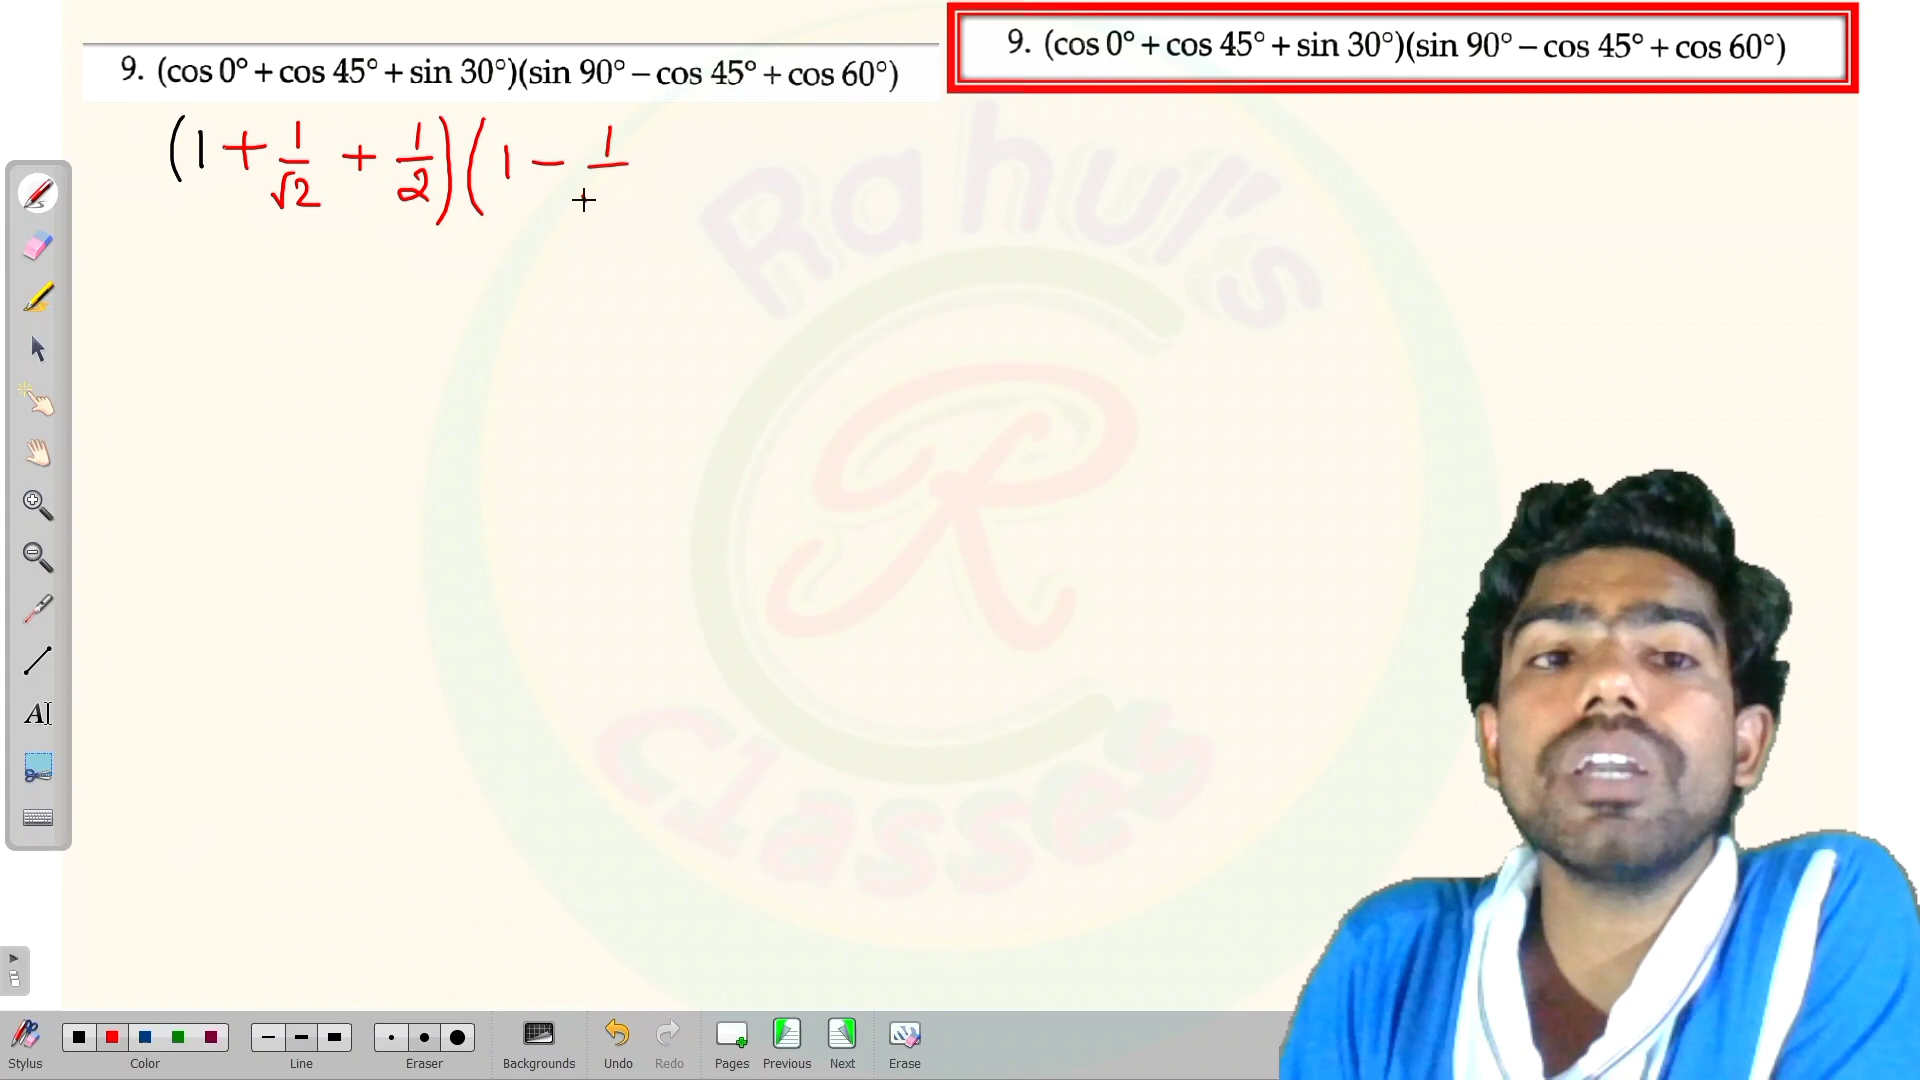 9. (cos 0° + cos 45° + sin 30°)(sin 90° – cos 45° + cos 60°)
9. (cos 0° + cos 45° + sin 30°)(sin 90° – cos 45° + cos 60°)
(1 + 1/√2 + 1/2)(1 – 1/
Rahul's
R
Classes
AI
Stylus
Color
Line
Eraser
Backgrounds
Undo
Redo
Pages
Previous
Next
Erase